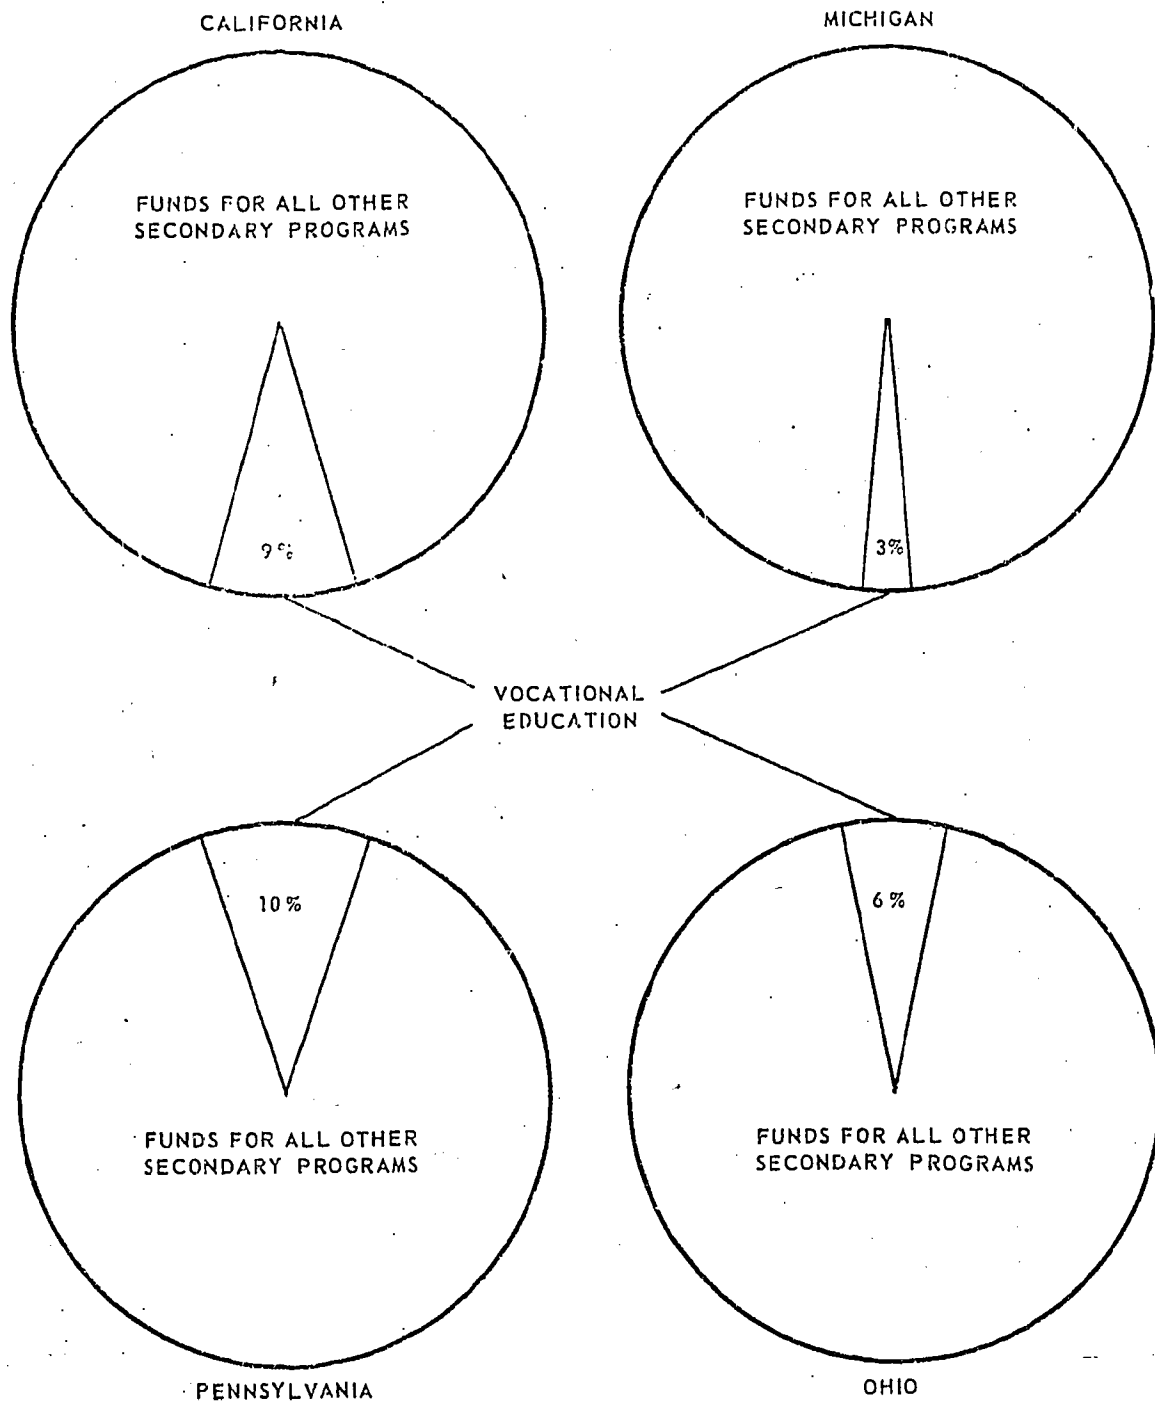 CALIFORNIA
MICHIGAN
FUNDS FOR ALL OTHER
SECONDARY PROGRAMS
FUNDS FOR ALL OTHER
SECONDARY PROGRAMS
9%
3%
VOCATIONAL
EDUCATION
10%
6%
FUNDS FOR ALL OTHER
SECONDARY PROGRAMS
FUNDS FOR ALL OTHER
SECONDARY PROGRAMS
PENNSYLVANIA
OHIO